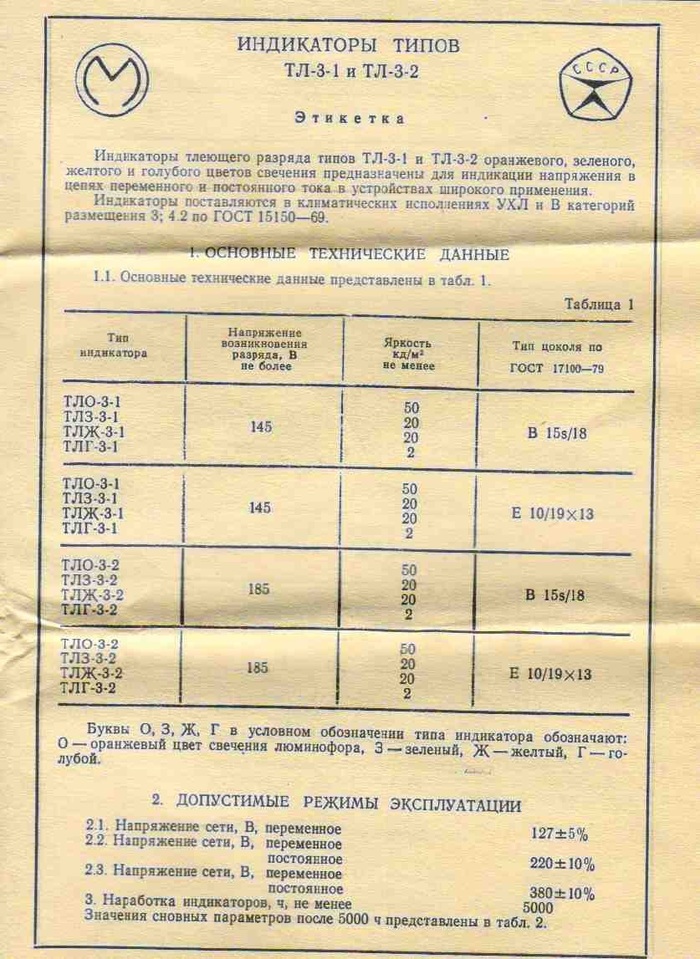 ИНДИКАТОРЫ ТИПОВ
ТЛ-3-1 и ТЛ-3-2
СССР
Этикетка
Индикаторы тлеющего разряда типов ТЛ-3-1 и ТЛ-3-2 оранжевого, зеленого,
желтого и голубого цветов свечения предназначены для индикации напряжения в
цепях переменного и постоянного тока в устройствах широкого применения.
Индикаторы поставляются в климатических исполнениях УХЛ и В категорий
размещения 3; 4.2 по ГОСТ 15150—69.
1. ОСНОВНЫЕ ТЕХНИЧЕСКИЕ ДАННЫЕ
1.1. Основные технические данные представлены в табл. 1.
Таблица 1
Тип
индикатора
Напряжение
возникновения
разряда, В
не более
Яркость
кд/м²
не менее
Тип цоколя по
ГОСТ 17100—79
ТЛО-3-1
ТЛЗ-3-1
ТЛЖ-3-1
ТЛГ-3-1
145
50
20
20
2
В 15s/18
ТЛО-3-1
ТЛЗ-3-1
ТЛЖ-3-1
ТЛГ-3-1
145
50
20
20
2
Е 10/19×13
ТЛО-3-2
ТЛЗ-3-2
ТЛЖ-3-2
ТЛГ-3-2
185
50
20
20
2
В 15s/18
ТЛО-3-2
ТЛЗ-3-2
ТЛЖ-3-2
ТЛГ-3-2
185
50
20
20
2
Е 10/19×13
Буквы О, З, Ж, Г в условном обозначении типа индикатора обозначают:
О — оранжевый цвет свечения люминофора, З — зеленый, Ж — желтый, Г — го-
лубой.
2. ДОПУСТИМЫЕ РЕЖИМЫ ЭКСПЛУАТАЦИИ
2.1. Напряжение сети, В, переменное 127±5%
2.2. Напряжение сети, В, переменное
постоянное 220±10%
2.3. Напряжение сети, В, переменное
постоянное 380±10%
3. Наработка индикаторов, ч, не менее 5000
Значения сновных параметров после 5000 ч представлены в табл. 2.